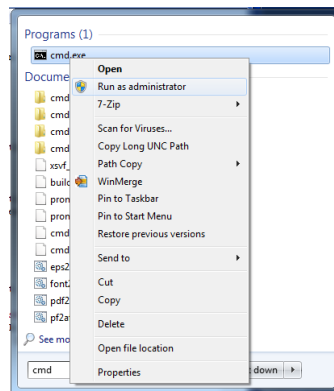 Programs (1)
cmd.exe
Open
Docume
Run as administrator
cmd
7-Zip
cmd
Scan for Viruses...
cmd
Copy Long UNC Path
cmd
Path Copy
xsvf_
WinMerge
build
Pin to Taskbar
pron
Pin to Start Menu
pron
Restore previous versions
cmd
cmd
Send to
eps2
Cut
font2
Copy
pdf2
Delete
pf2a
Open file location
See mo
Properties
cmd
down